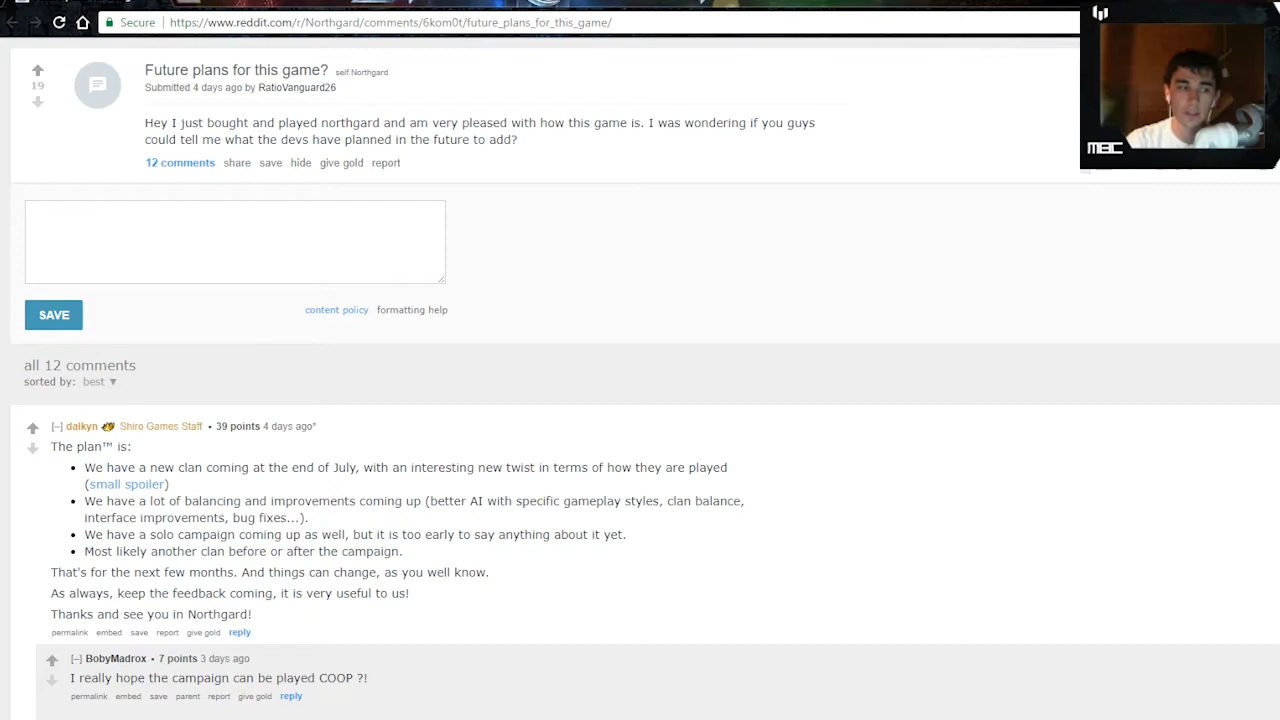 Secure https://www.reddit.com/r/Northgard/comments/6kom0t/future_plans_for_this_game/
19
Future plans for this game? self.Northgard
Submitted 4 days ago by RatioVanguard26
Hey I just bought and played northgard and am very pleased with how this game is. I was wondering if you guys
could tell me what the devs have planned in the future to add?
12 comments share save hide give gold report
SAVE
content policy formatting help
all 12 comments
sorted by: best ▼
[–] dalkyn Shiro Games Staff • 39 points 4 days ago*
The plan™ is:
• We have a new clan coming at the end of July, with an interesting new twist in terms of how they are played
(small spoiler)
• We have a lot of balancing and improvements coming up (better AI with specific gameplay styles, clan balance,
interface improvements, bug fixes...).
• We have a solo campaign coming up as well, but it is too early to say anything about it yet.
• Most likely another clan before or after the campaign.
That's for the next few months. And things can change, as you well know.
As always, keep the feedback coming, it is very useful to us!
Thanks and see you in Northgard!
permalink embed save report give gold reply
[–] BobyMadrox • 7 points 3 days ago
I really hope the campaign can be played COOP ?!
permalink embed save parent report give gold reply